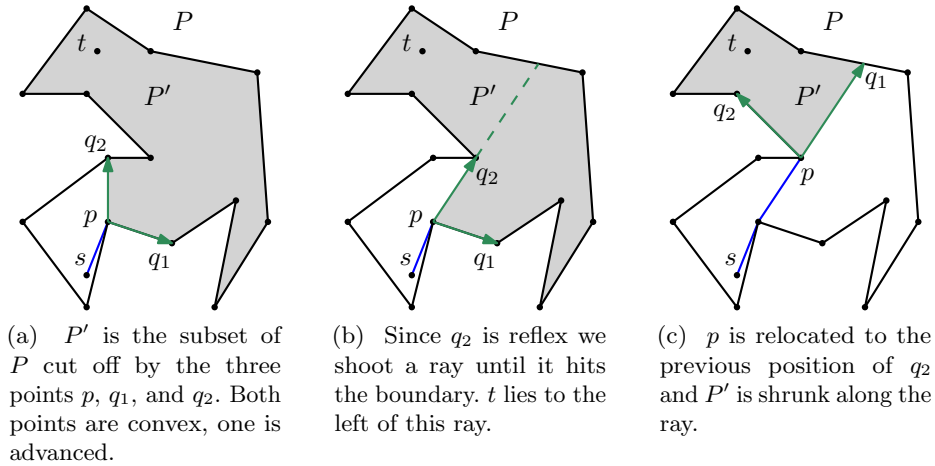 P
t
P′
q2
p
s
q1
(a) P′ is the subset of
P cut off by the three
points p, q1, and q2. Both
points are convex, one is
advanced.
P
t
P′
q2
p
s
q1
(b) Since q2 is reflex we
shoot a ray until it hits
the boundary. t lies to the
left of this ray.
P
t
q1
P′
q2
p
s
(c) p is relocated to the
previous position of q2
and P′ is shrunk along the
ray.